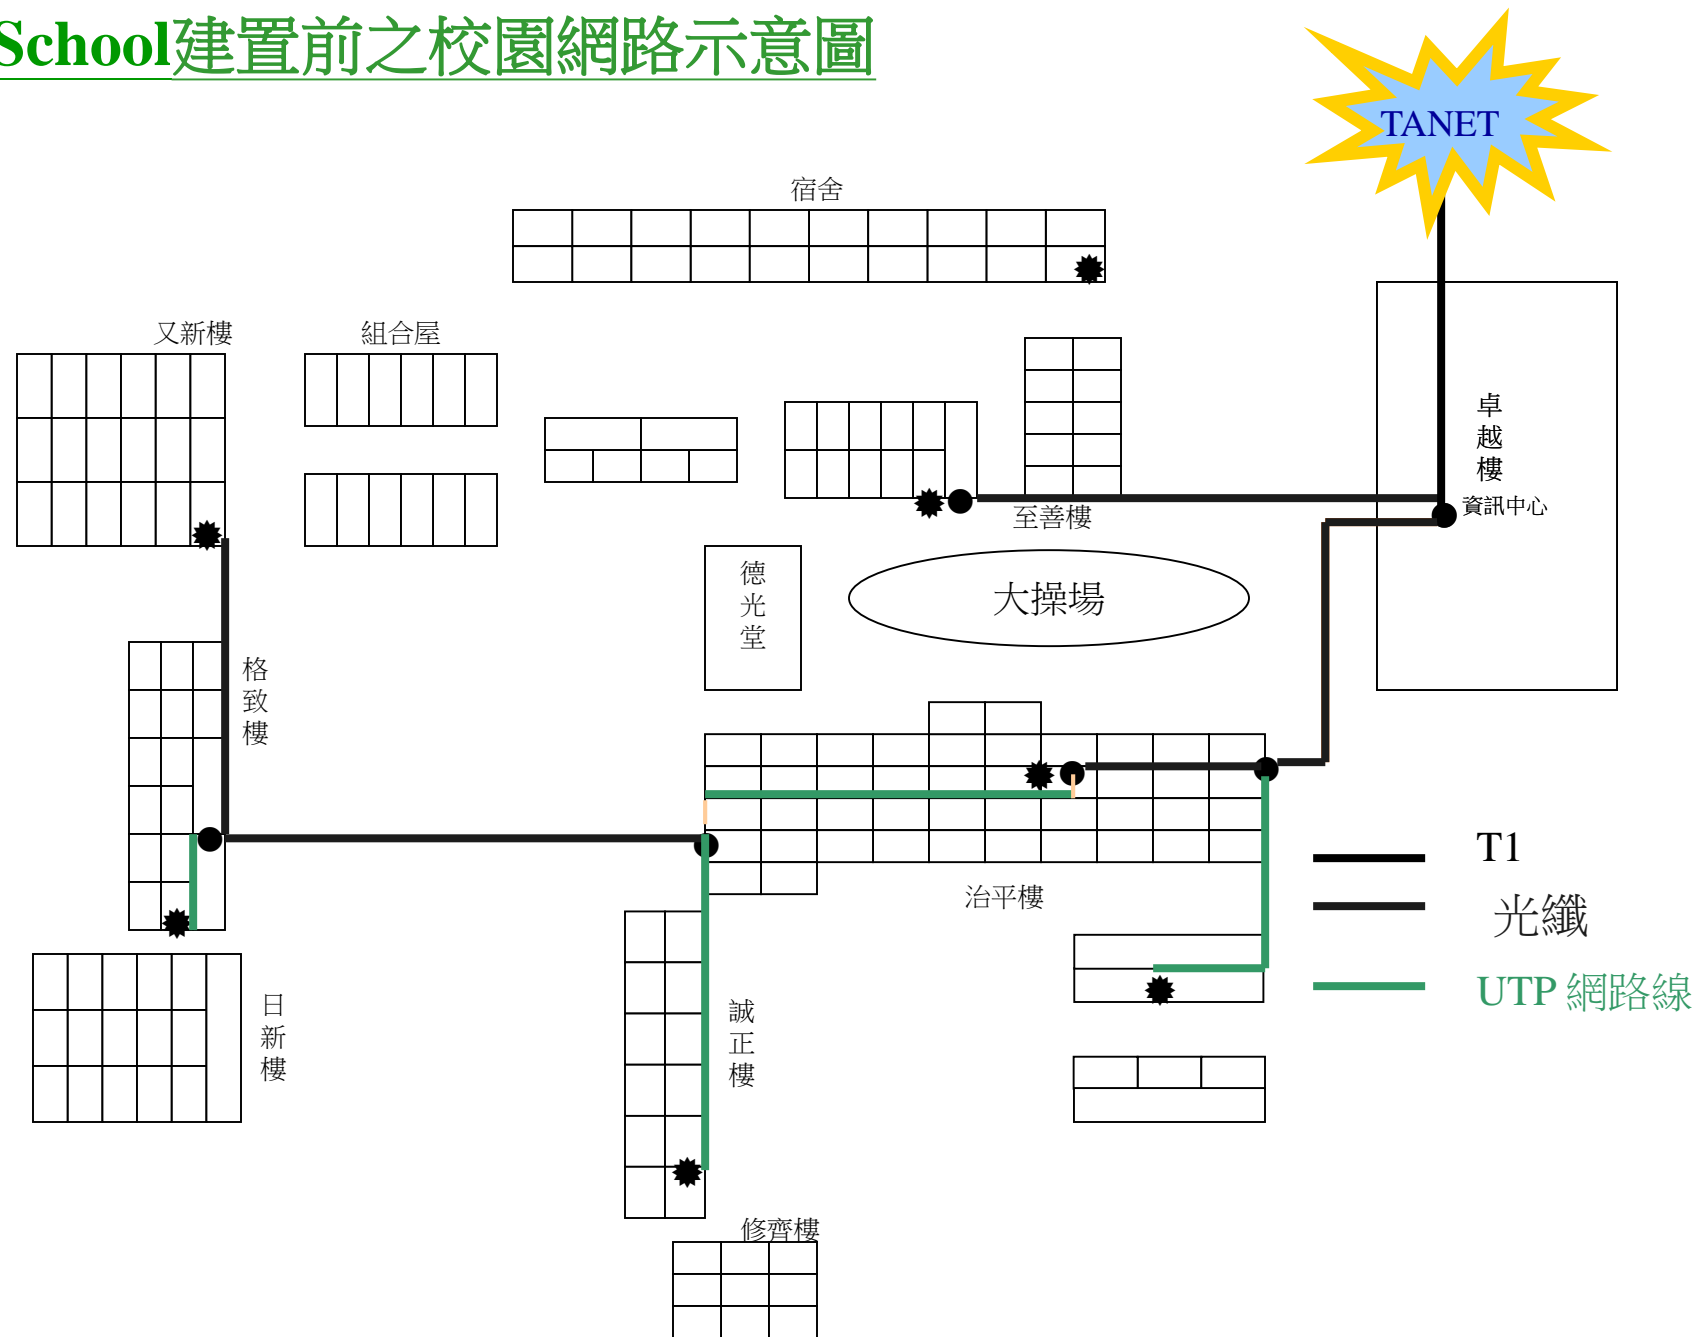 School建置前之校園網路示意圖
TANET
宿舍
又新樓
組合屋
卓越樓
資訊中心
至善樓
德光堂
大操場
格致樓
T1
治平樓
光纖
UTP 網路線
日新樓
誠正樓
修齊樓